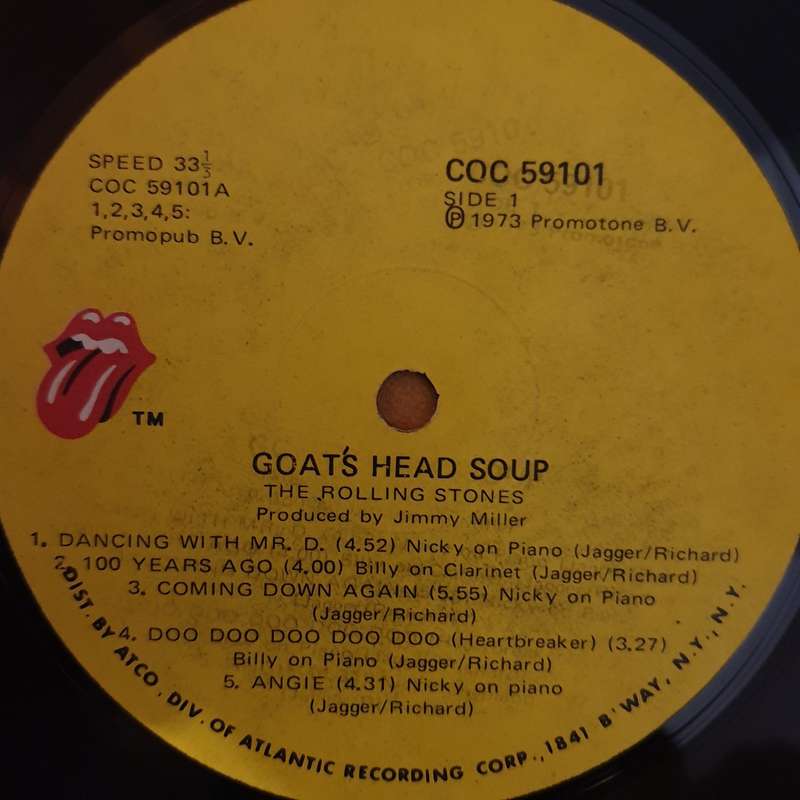 SPEED 33⅓
COC 59101A
1,2,3,4,5:
Promopub B.V.
COC 59101
SIDE 1
Ⓟ 1973 Promotone B.V.
TM
GOAT'S HEAD SOUP
THE ROLLING STONES
Produced by Jimmy Miller
1. DANCING WITH MR. D. (4.52) Nicky on Piano (Jagger/Richard)
2. 100 YEARS AGO (4.00) Billy on Clarinet (Jagger/Richard)
3. COMING DOWN AGAIN (5.55) Nicky on Piano
(Jagger/Richard)
4. DOO DOO DOO DOO DOO (Heartbreaker) (3.27)
Billy on Piano (Jagger/Richard)
5. ANGIE (4.31) Nicky on piano
(Jagger/Richard)
DIST. BY ATCO, DIV. OF ATLANTIC RECORDING CORP., 1841 B'WAY, N.Y., N.Y.